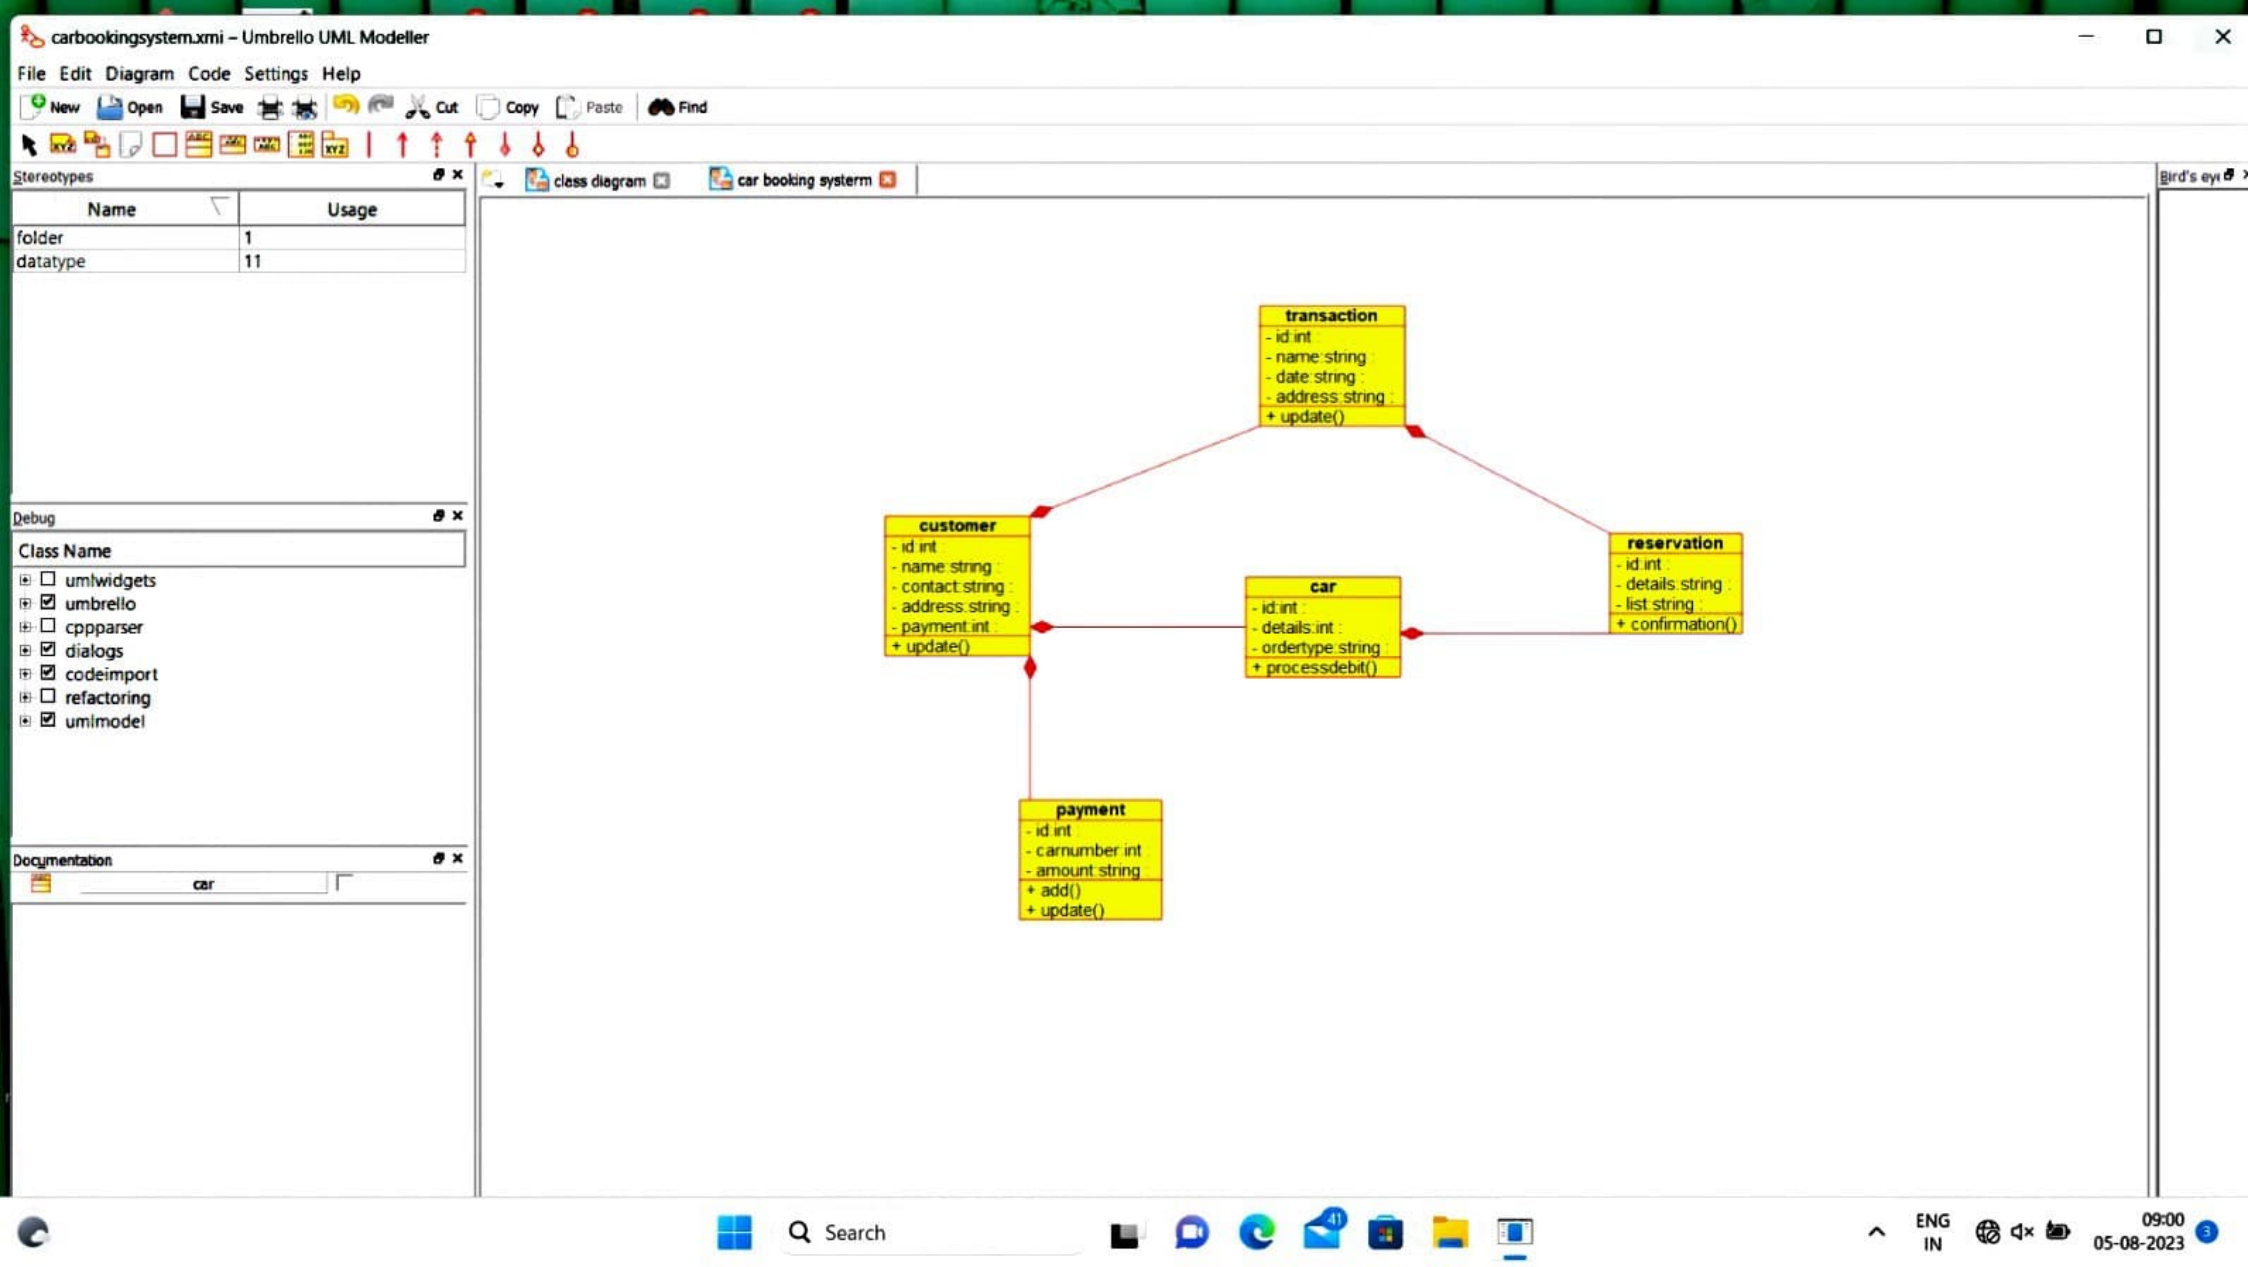 carbookingsystem.xmi – Umbrello UML Modeller
File Edit Diagram Code Settings Help
New Open Save Cut Copy Paste Find
Stereotypes
Name Usage
folder 1
datatype 11
Debug
Class Name
umlwidgets
umbrello
cppparser
dialogs
codeimport
refactoring
umlmodel
Documentation
car
class diagram
car booking systerm
Bird's eye
transaction
- id:int :
- name:string :
- date:string :
- address:string :
+ update()
customer
- id:int :
- name:string :
- contact:string :
- address:string :
- payment:int :
+ update()
car
- id:int :
- details:int :
- ordertype:string :
+ processdebit()
reservation
- id:int :
- details:string :
- list:string :
+ confirmation()
payment
- id:int :
- carnumber:int :
- amount:string :
+ add()
+ update()
Search
41
ENG
IN
09:00
05-08-2023
3